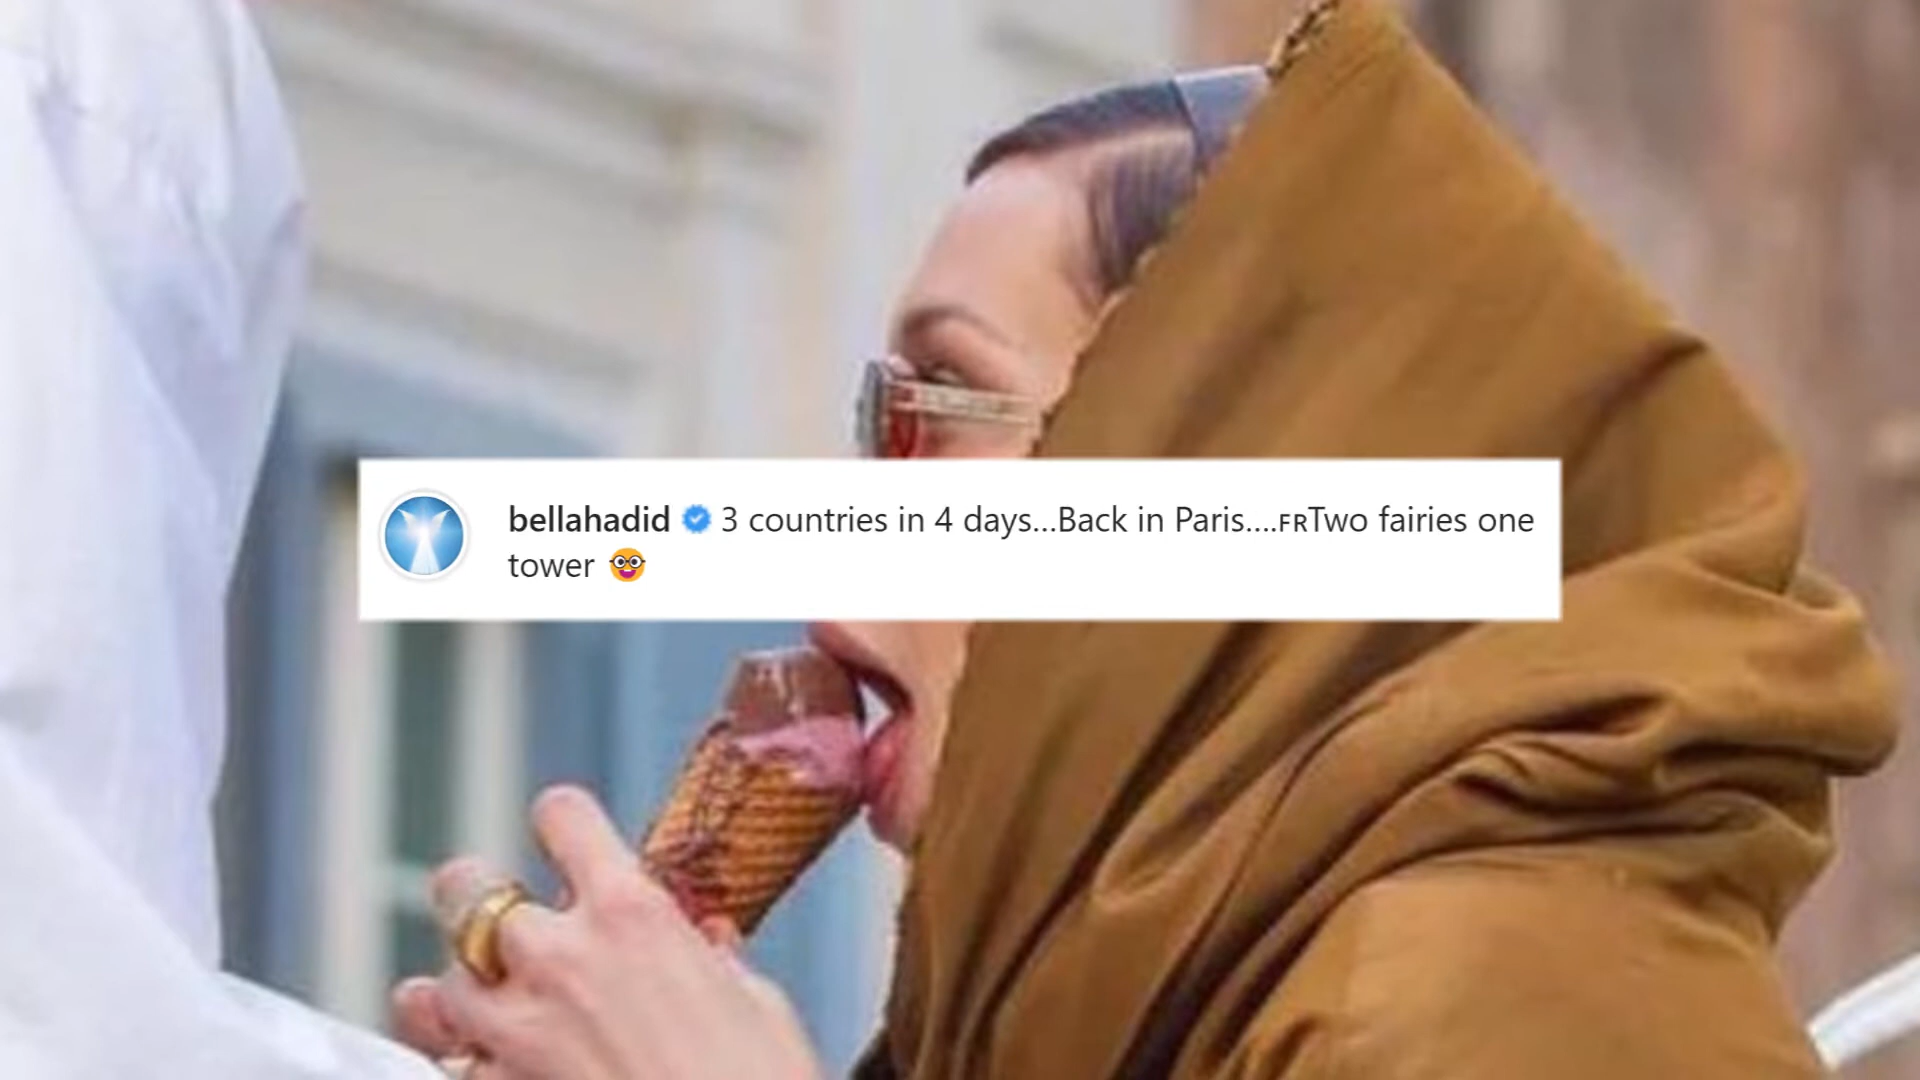 bellahadid 3 countries in 4 days...Back in Paris....FRTwo fairies one
tower 🤓